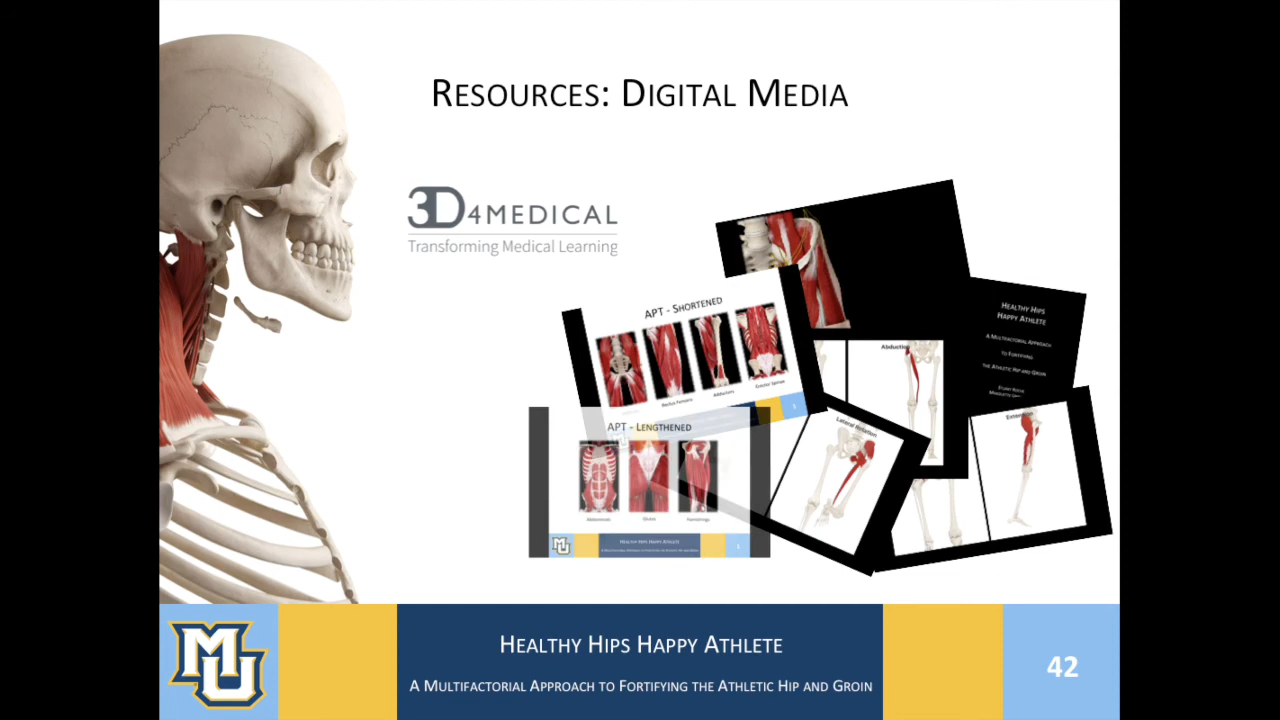 RESOURCES: DIGITAL MEDIA
3D4MEDICAL
Transforming Medical Learning
APT - SHORTENED
Rectus Femoris
Adductors
Erector Spinae
1
APT - LENGTHENED
Abdominals
Glutes
Hamstrings
HEALTHY HIPS HAPPY ATHLETE
1
HEALTHY HIPS
HAPPY ATHLETE
A MULTIFACTORIAL APPROACH
TO FORTIFYING
THE ATHLETIC HIP AND GROIN
Abduction
Lateral Rotation
Extension
MU
HEALTHY HIPS HAPPY ATHLETE
A MULTIFACTORIAL APPROACH TO FORTIFYING THE ATHLETIC HIP AND GROIN
42